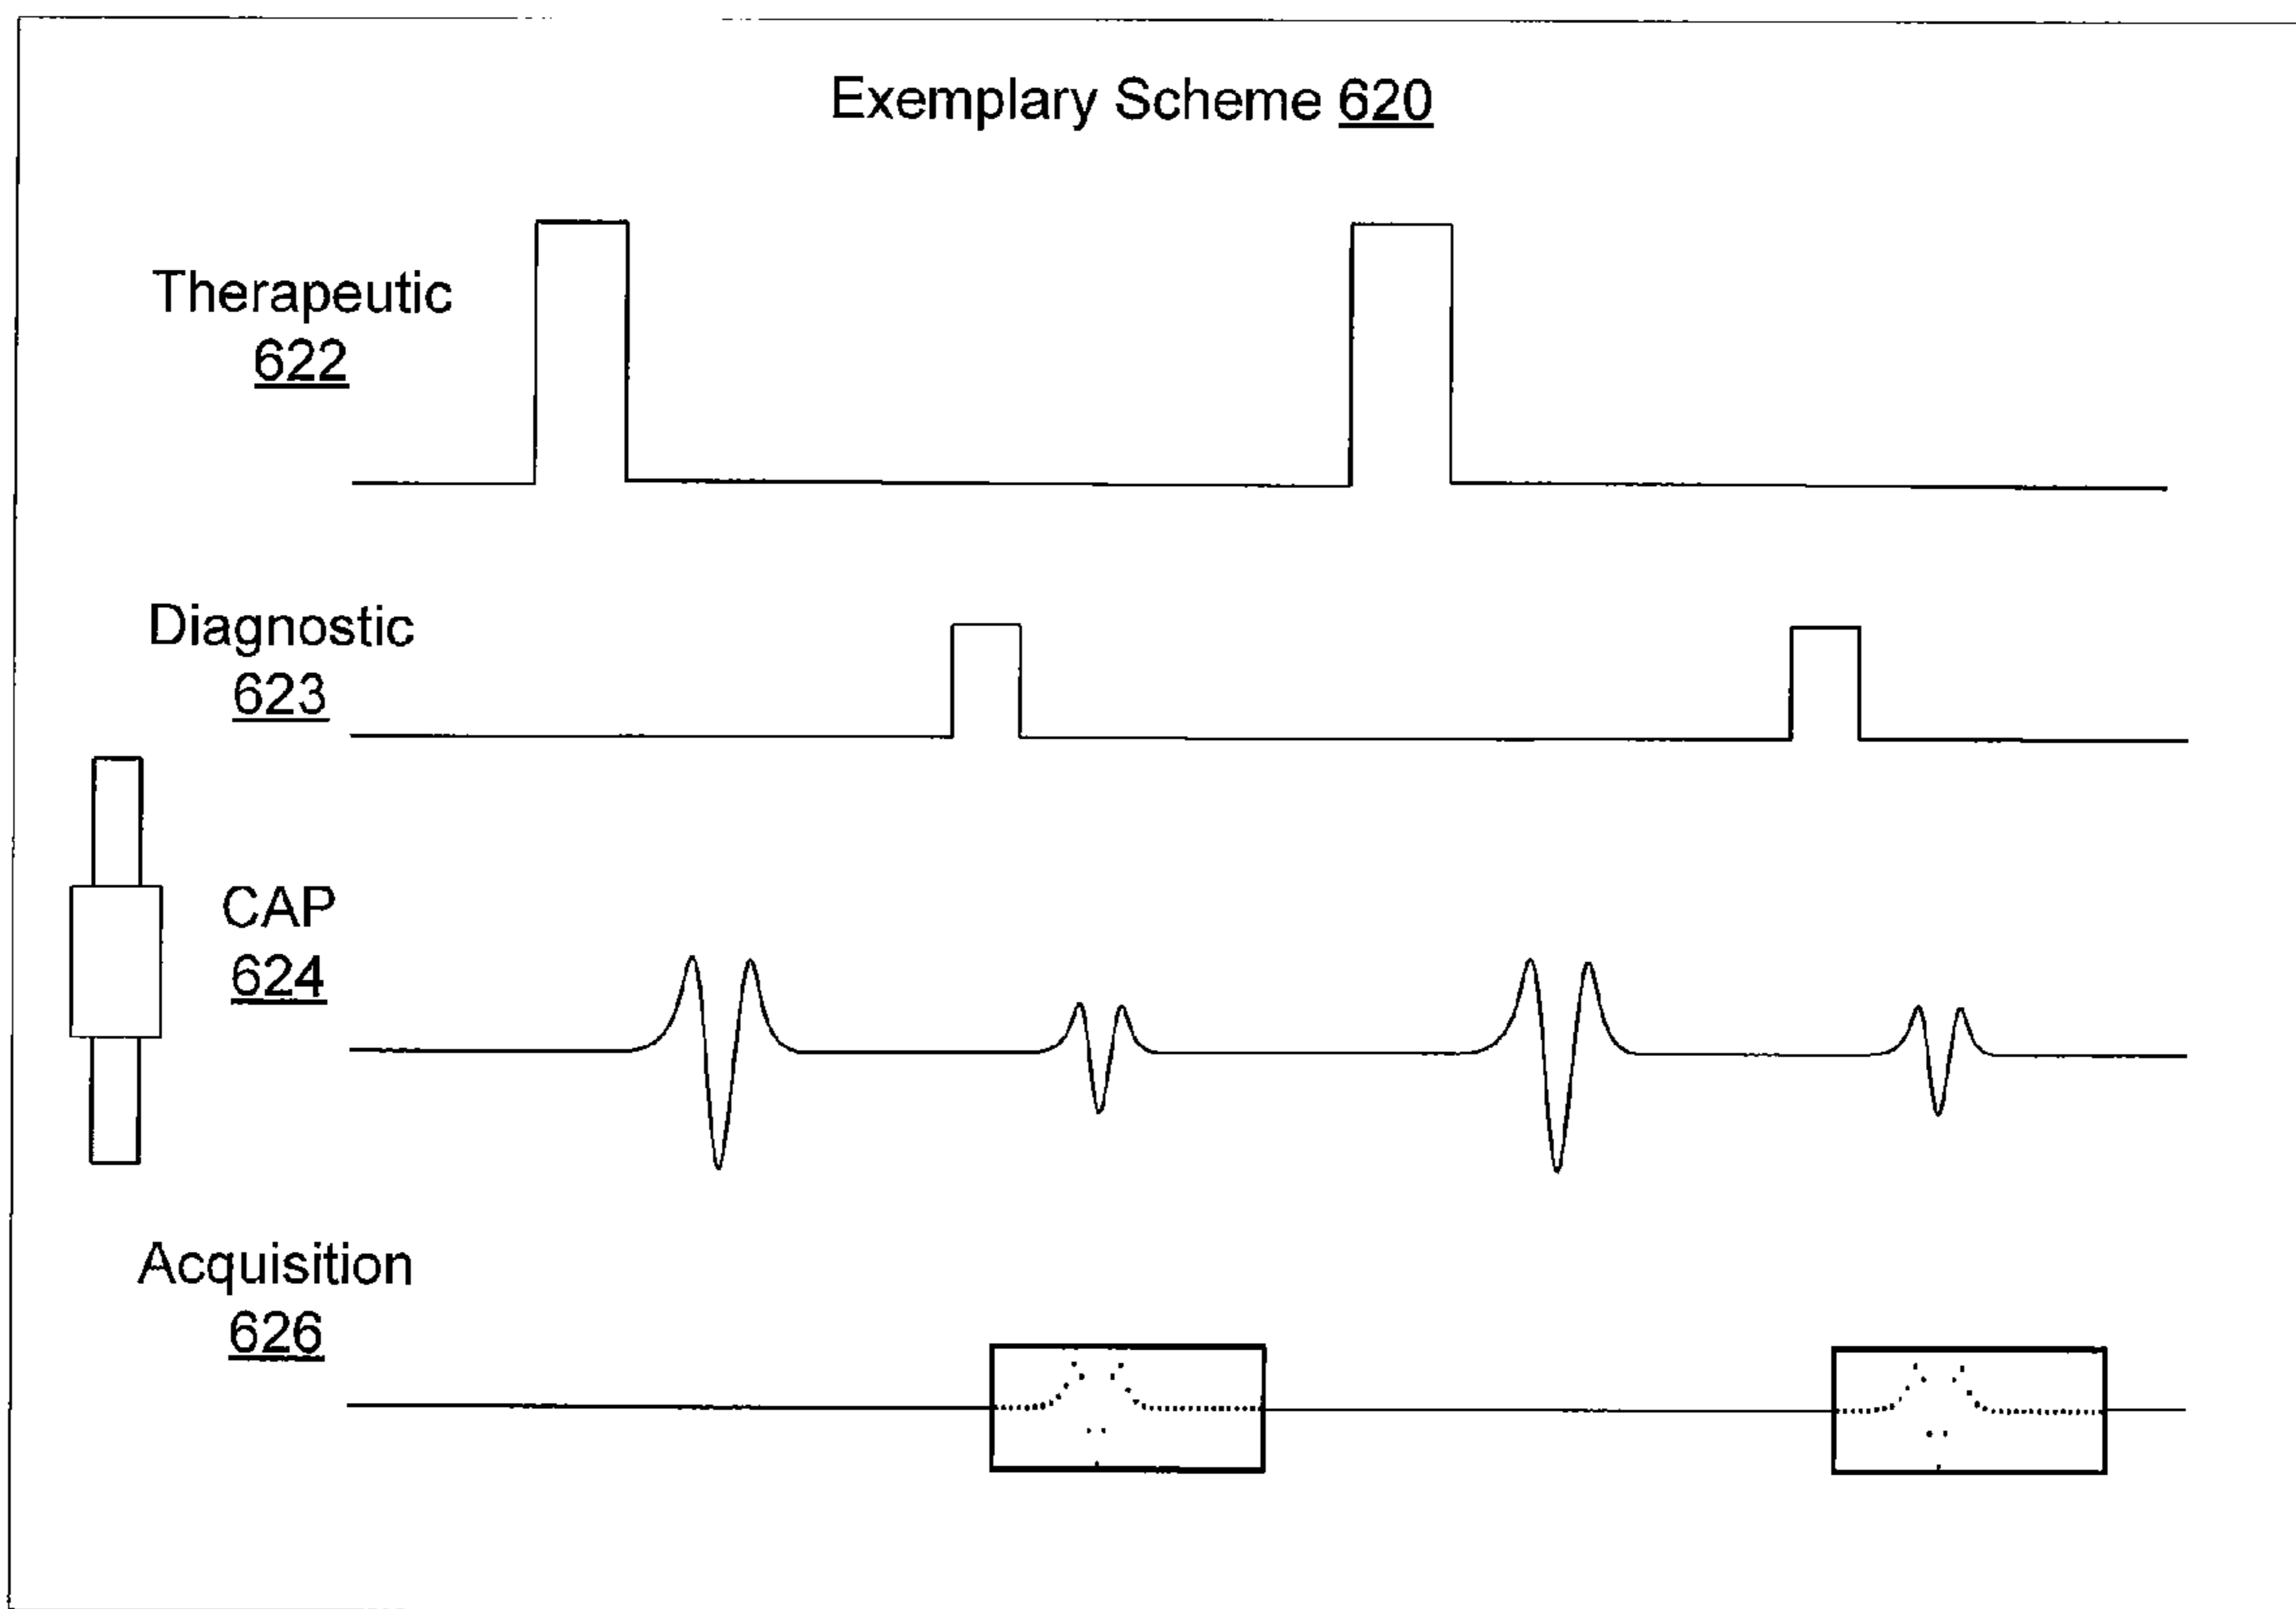 Exemplary Scheme 620
Therapeutic
622
Diagnostic
623
CAP
624
Acquisition
626